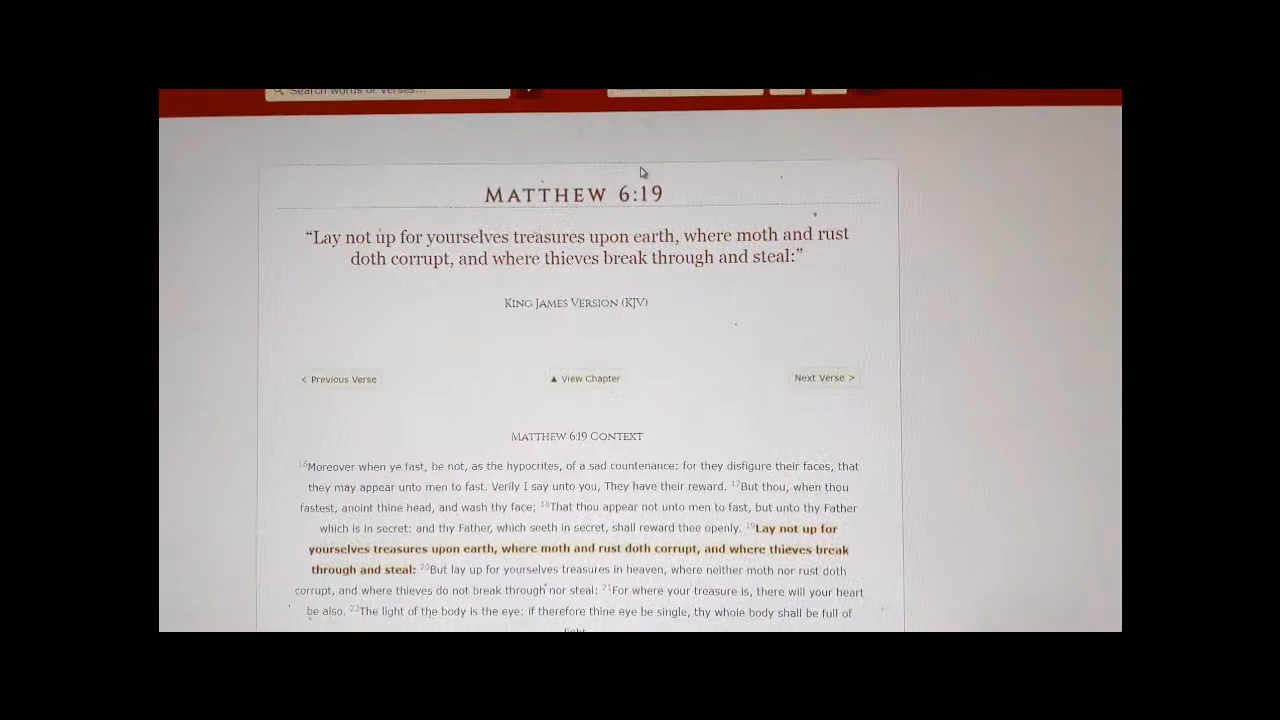 Search words or verses...
MATTHEW 6:19
“Lay not up for yourselves treasures upon earth, where moth and rust
doth corrupt, and where thieves break through and steal:”
KING JAMES VERSION (KJV)
< Previous Verse ▲ View Chapter Next Verse >
MATTHEW 6:19 CONTEXT
16Moreover when ye fast, be not, as the hypocrites, of a sad countenance: for they disfigure their faces, that
they may appear unto men to fast. Verily I say unto you, They have their reward. 17But thou, when thou
fastest, anoint thine head, and wash thy face; 18That thou appear not unto men to fast, but unto thy Father
which is in secret: and thy Father, which seeth in secret, shall reward thee openly. 19Lay not up for
yourselves treasures upon earth, where moth and rust doth corrupt, and where thieves break
through and steal: 20But lay up for yourselves treasures in heaven, where neither moth nor rust doth
corrupt, and where thieves do not break through nor steal: 21For where your treasure is, there will your heart
be also. 22The light of the body is the eye: if therefore thine eye be single, thy whole body shall be full of
light.